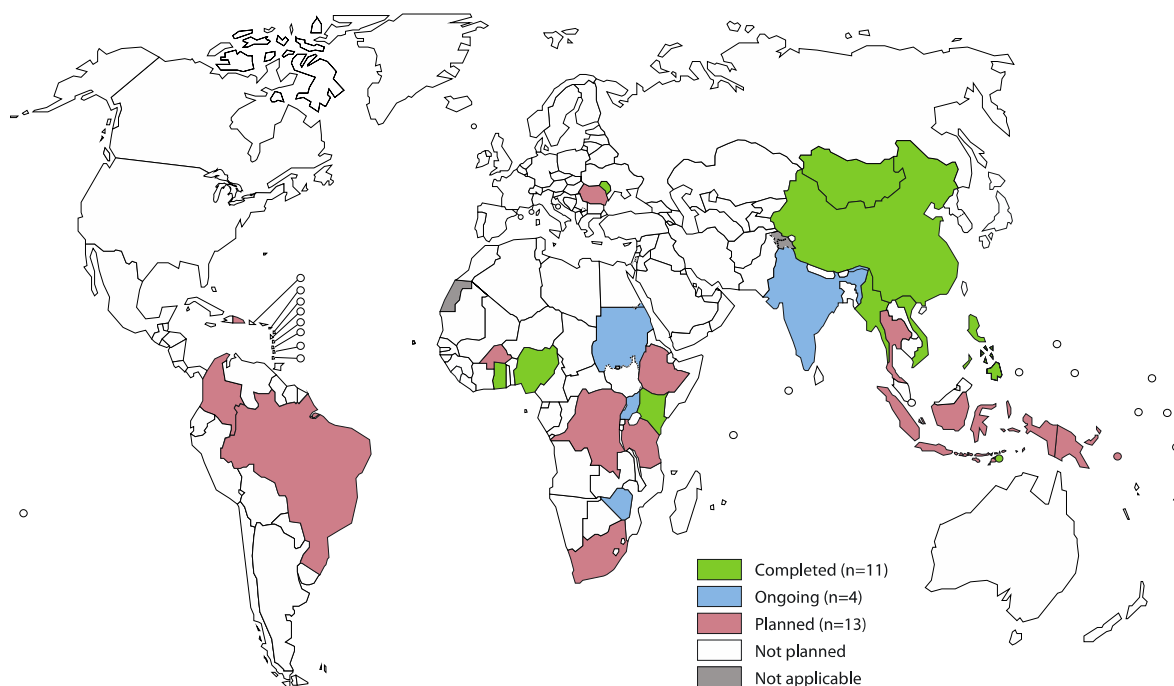 Completed (n=11)
Ongoing (n=4)
Planned (n=13)
Not planned
Not applicable